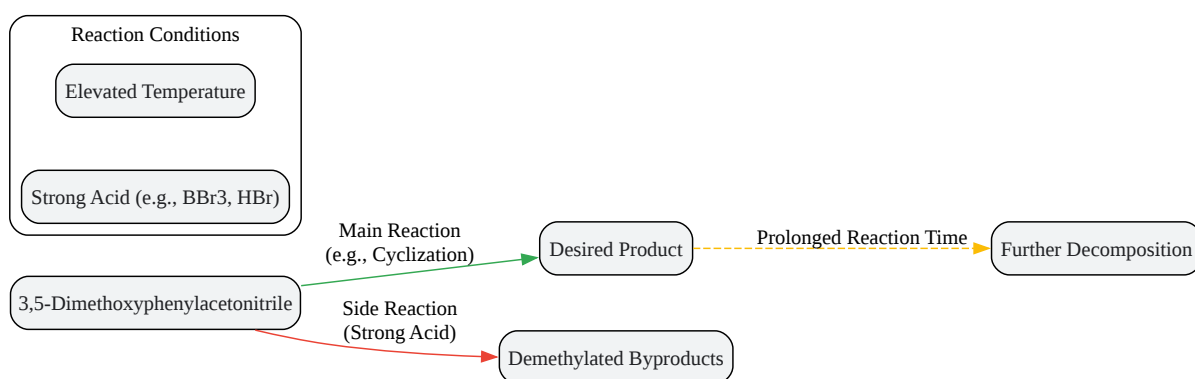 Reaction Conditions
Elevated Temperature
Strong Acid (e.g., BBr3, HBr)
Main Reaction
(e.g., Cyclization)
Desired Product
Prolonged Reaction Time
Further Decomposition
3,5-Dimethoxyphenylacetonitrile
Side Reaction
(Strong Acid)
Demethylated Byproducts